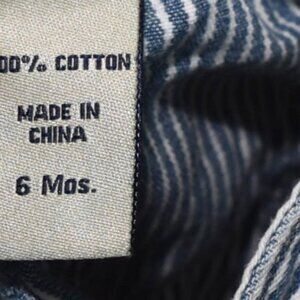 00% COTTON
MADE IN
CHINA
6 Mos.